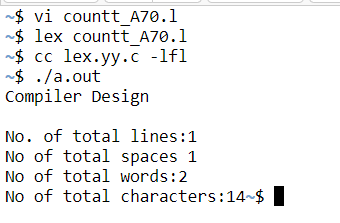 ~$ vi countt_A70.l
~$ lex countt_A70.l
~$ cc lex.yy.c -lfl
~$ ./a.out
Compiler Design
No. of total lines:1
No of total spaces 1
No of total words:2
No of total characters:14~$